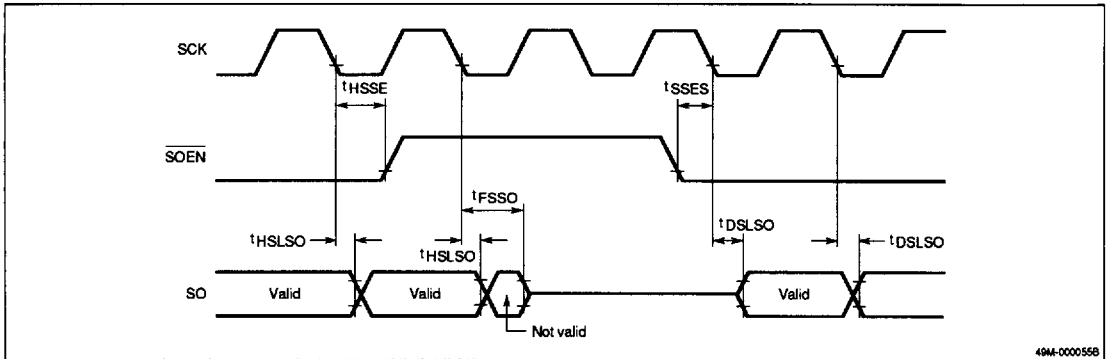 SCK
tHSSE
tSSES
SOEN
tFSSO
tHSLSO
tHSLSO
tDSLSO
tDSLSO
SO
Valid
Valid
Valid
Not valid
49M-000055B